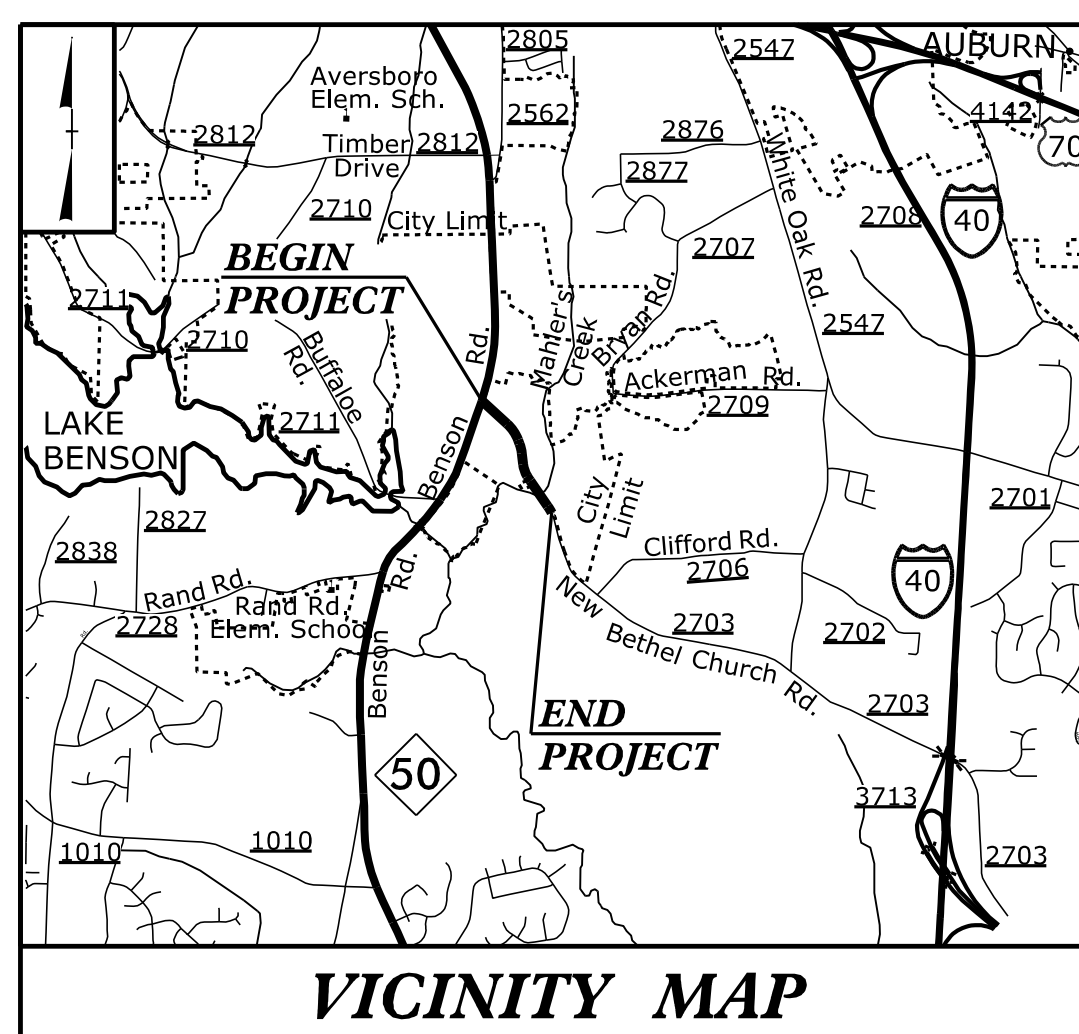 2805
2547
AUBURN
Aversboro
Elem. Sch.
2562
4142
70
2812
Timber
Drive
2812
2876
2877
White Oak Rd.
2710
City Limit
2708
40
2707
BEGIN
PROJECT
2711
2710
Buffaloe
Rd.
Benson Rd.
Mahler's
Creek
Bryan Rd.
2547
Ackerman Rd.
2709
2711
LAKE
BENSON
City
Limit
2701
2827
2838
Clifford Rd.
2706
40
Rand Rd.
Rand Rd.
Elem. School
2728
Benson Rd.
New Bethel Church Rd.
2703
2702
2703
END
PROJECT
50
3713
1010
1010
2703
VICINITY MAP